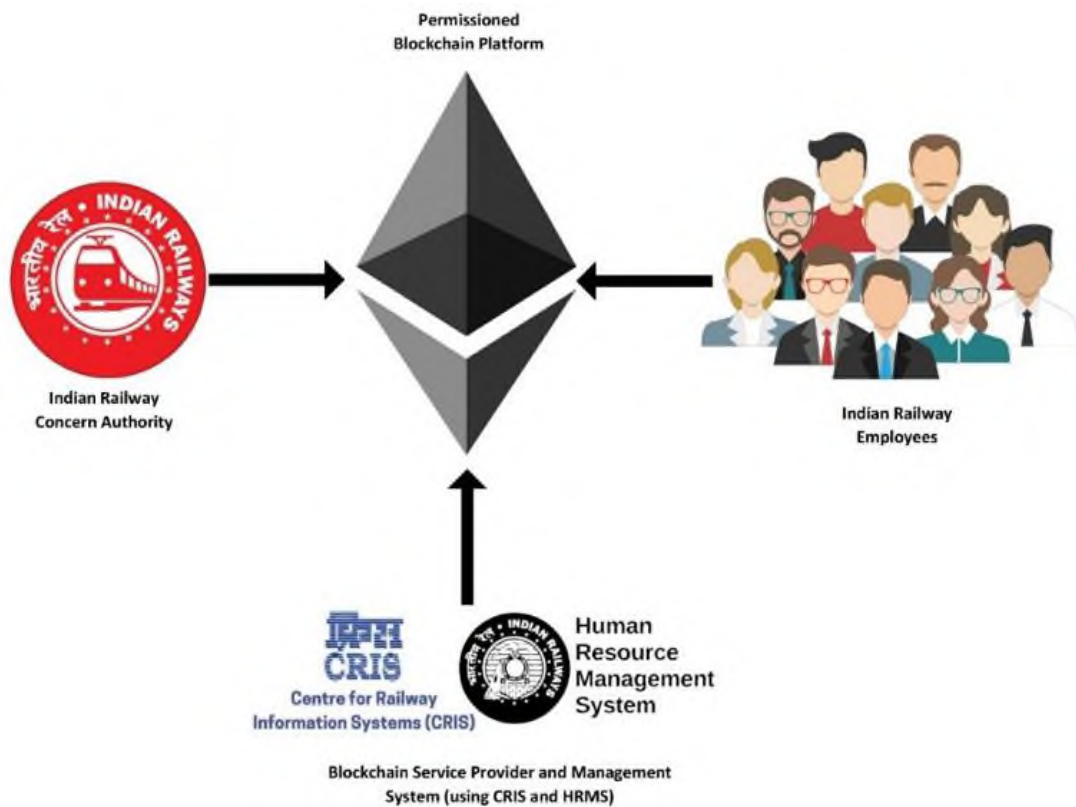 Permissioned
Blockchain Platform
भारतीय रेल • INDIAN RAILWAYS
Indian Railway
Concern Authority
Indian Railway
Employees
क्रिस
CRIS
Centre for Railway
Information Systems (CRIS)
भारतीय रेल • INDIAN RAILWAYS
Human
Resource
Management
System
Blockchain Service Provider and Management
System (using CRIS and HRMS)